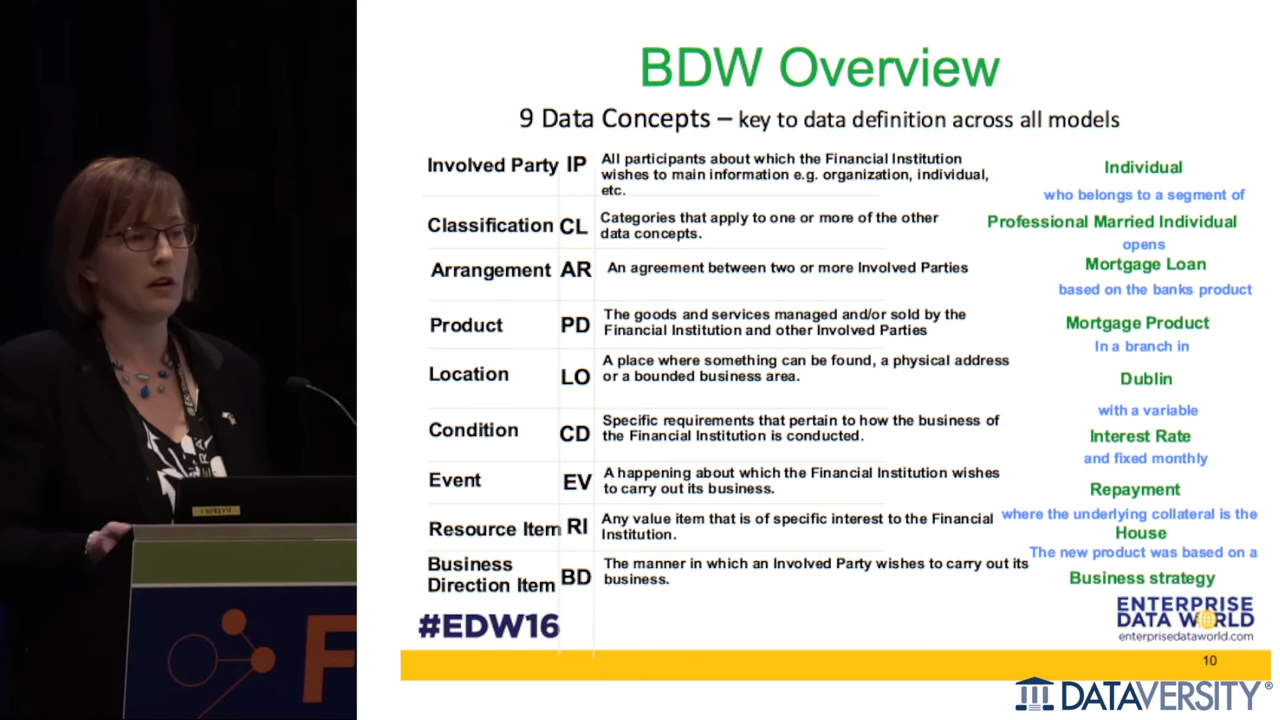 BDW Overview
9 Data Concepts – key to data definition across all models
Involved Party IP
All participants about which the Financial Institution
wishes to main information e.g. organization, individual,
etc.
Individual
who belongs to a segment of
Classification CL
Categories that apply to one or more of the other
data concepts.
Professional Married Individual
opens
Arrangement AR
An agreement between two or more Involved Parties
Mortgage Loan
based on the banks product
Product PD
The goods and services managed and/or sold by the
Financial Institution and other Involved Parties
Mortgage Product
In a branch in
Location LO
A place where something can be found, a physical address
or a bounded business area.
Dublin
with a variable
Condition CD
Specific requirements that pertain to how the business of
the Financial Institution is conducted.
Interest Rate
and fixed monthly
Event EV
A happening about which the Financial Institution wishes
to carry out its business.
Repayment
where the underlying collateral is the
Resource Item RI
Any value item that is of specific interest to the Financial
Institution.
House
The new product was based on a
Business
Direction Item BD
The manner in which an Involved Party wishes to carry out its
business.
Business strategy
#EDW16
ENTERPRISE
DATA WORLD
enterprisedataworld.com
10
DATAVERSITY®